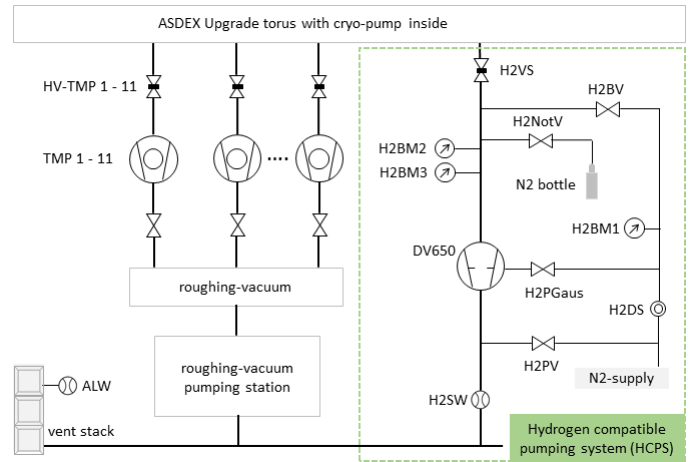 ASDEX Upgrade torus with cryo-pump inside
HV-TMP 1 - 11
H2VS
H2BV
H2NotV
H2BM2
TMP 1 - 11
H2BM3
N2 bottle
H2BM1
DV650
roughing-vacuum
H2PGaus
H2DS
roughing-vacuum
pumping station
H2PV
N2-supply
ALW
H2SW
vent stack
Hydrogen compatible
pumping system (HCPS)